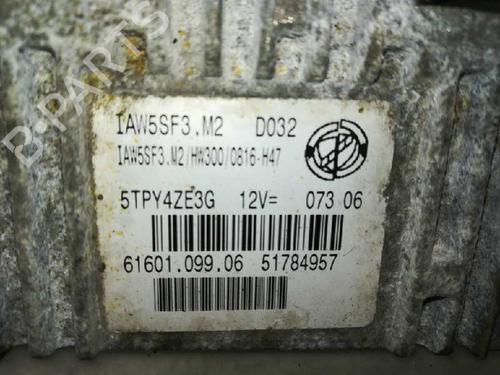 IAW5SF3.M2 D032
IAW5SF3.M2/HW300/0816-H47
5TPY4ZE3G 12V= 073 06
61601.099.06 51784957
B-PARTS